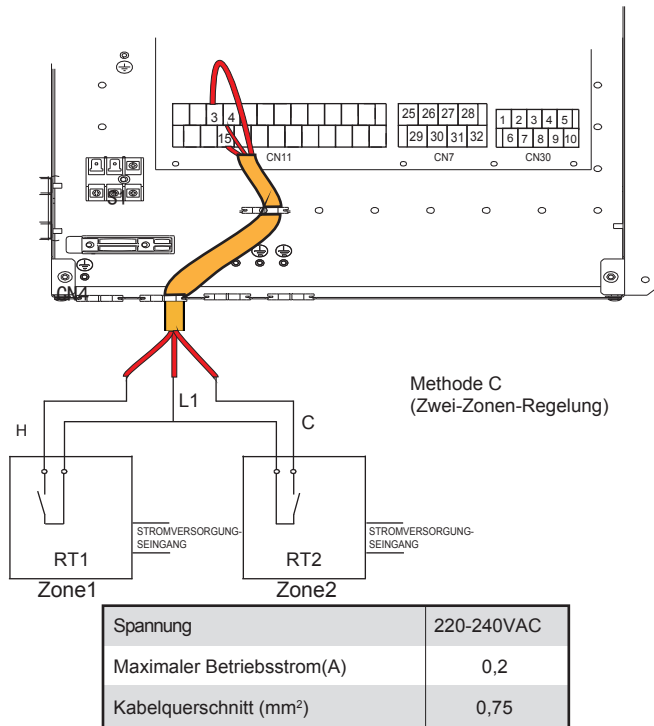 3 4
15
CN11
25 26 27 28
29 30 31 32
CN7
1 2 3 4 5
6 7 8 9 10
CN30
S1
CN4
Methode C
(Zwei-Zonen-Regelung)
H
L1
C
RT1
STROMVERSORGUNG-
SEINGANG
Zone1
RT2
STROMVERSORGUNG-
SEINGANG
Zone2
Spannung 220-240VAC
Maximaler Betriebsstrom(A) 0,2
Kabelquerschnitt (mm²) 0,75